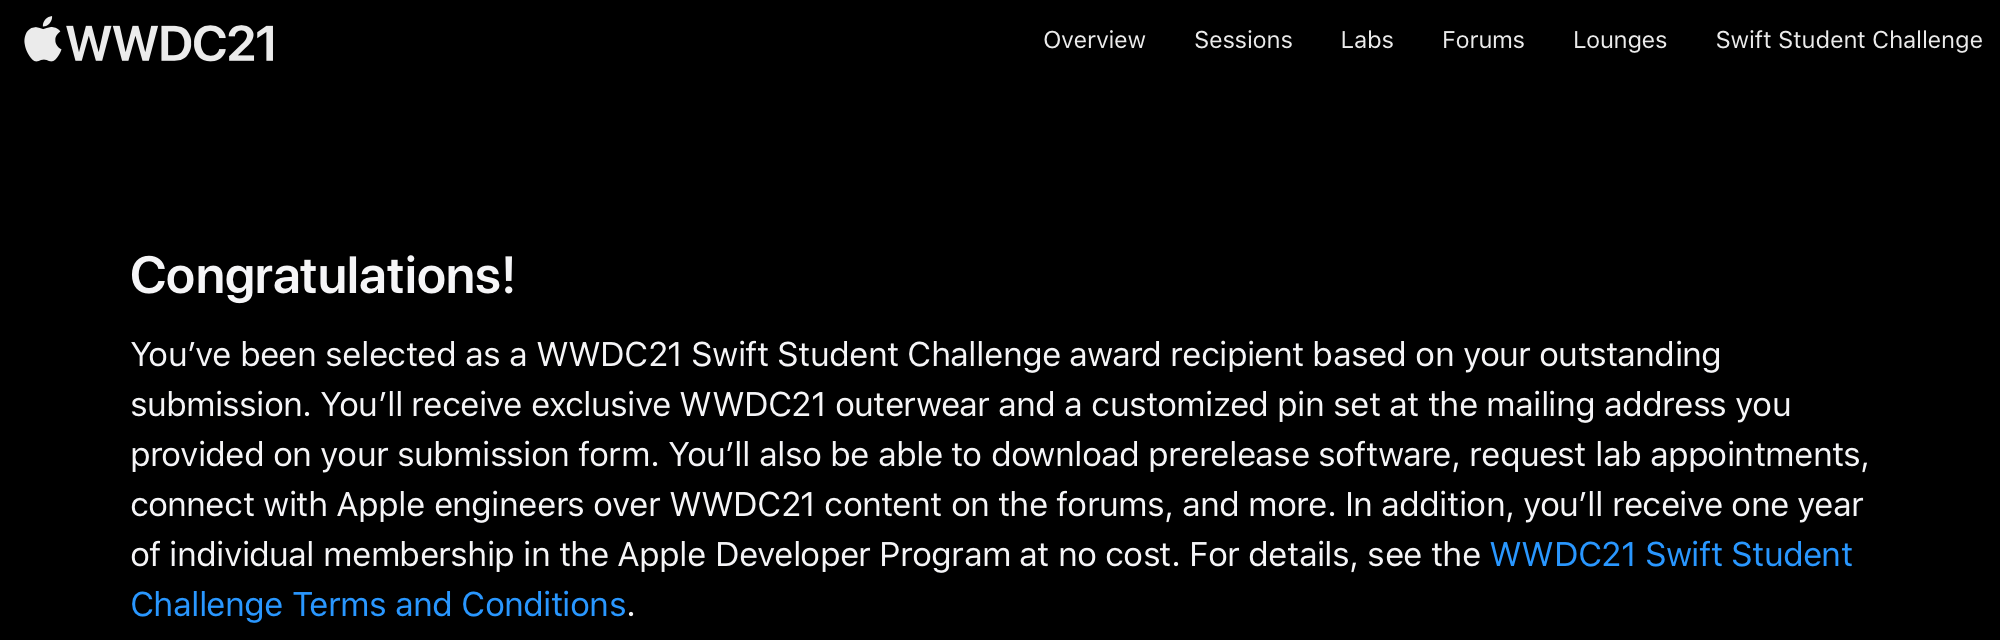 WWDC21
Overview Sessions Labs Forums Lounges Swift Student Challenge
Congratulations!
You’ve been selected as a WWDC21 Swift Student Challenge award recipient based on your outstanding
submission. You’ll receive exclusive WWDC21 outerwear and a customized pin set at the mailing address you
provided on your submission form. You’ll also be able to download prerelease software, request lab appointments,
connect with Apple engineers over WWDC21 content on the forums, and more. In addition, you’ll receive one year
of individual membership in the Apple Developer Program at no cost. For details, see the WWDC21 Swift Student
Challenge Terms and Conditions.